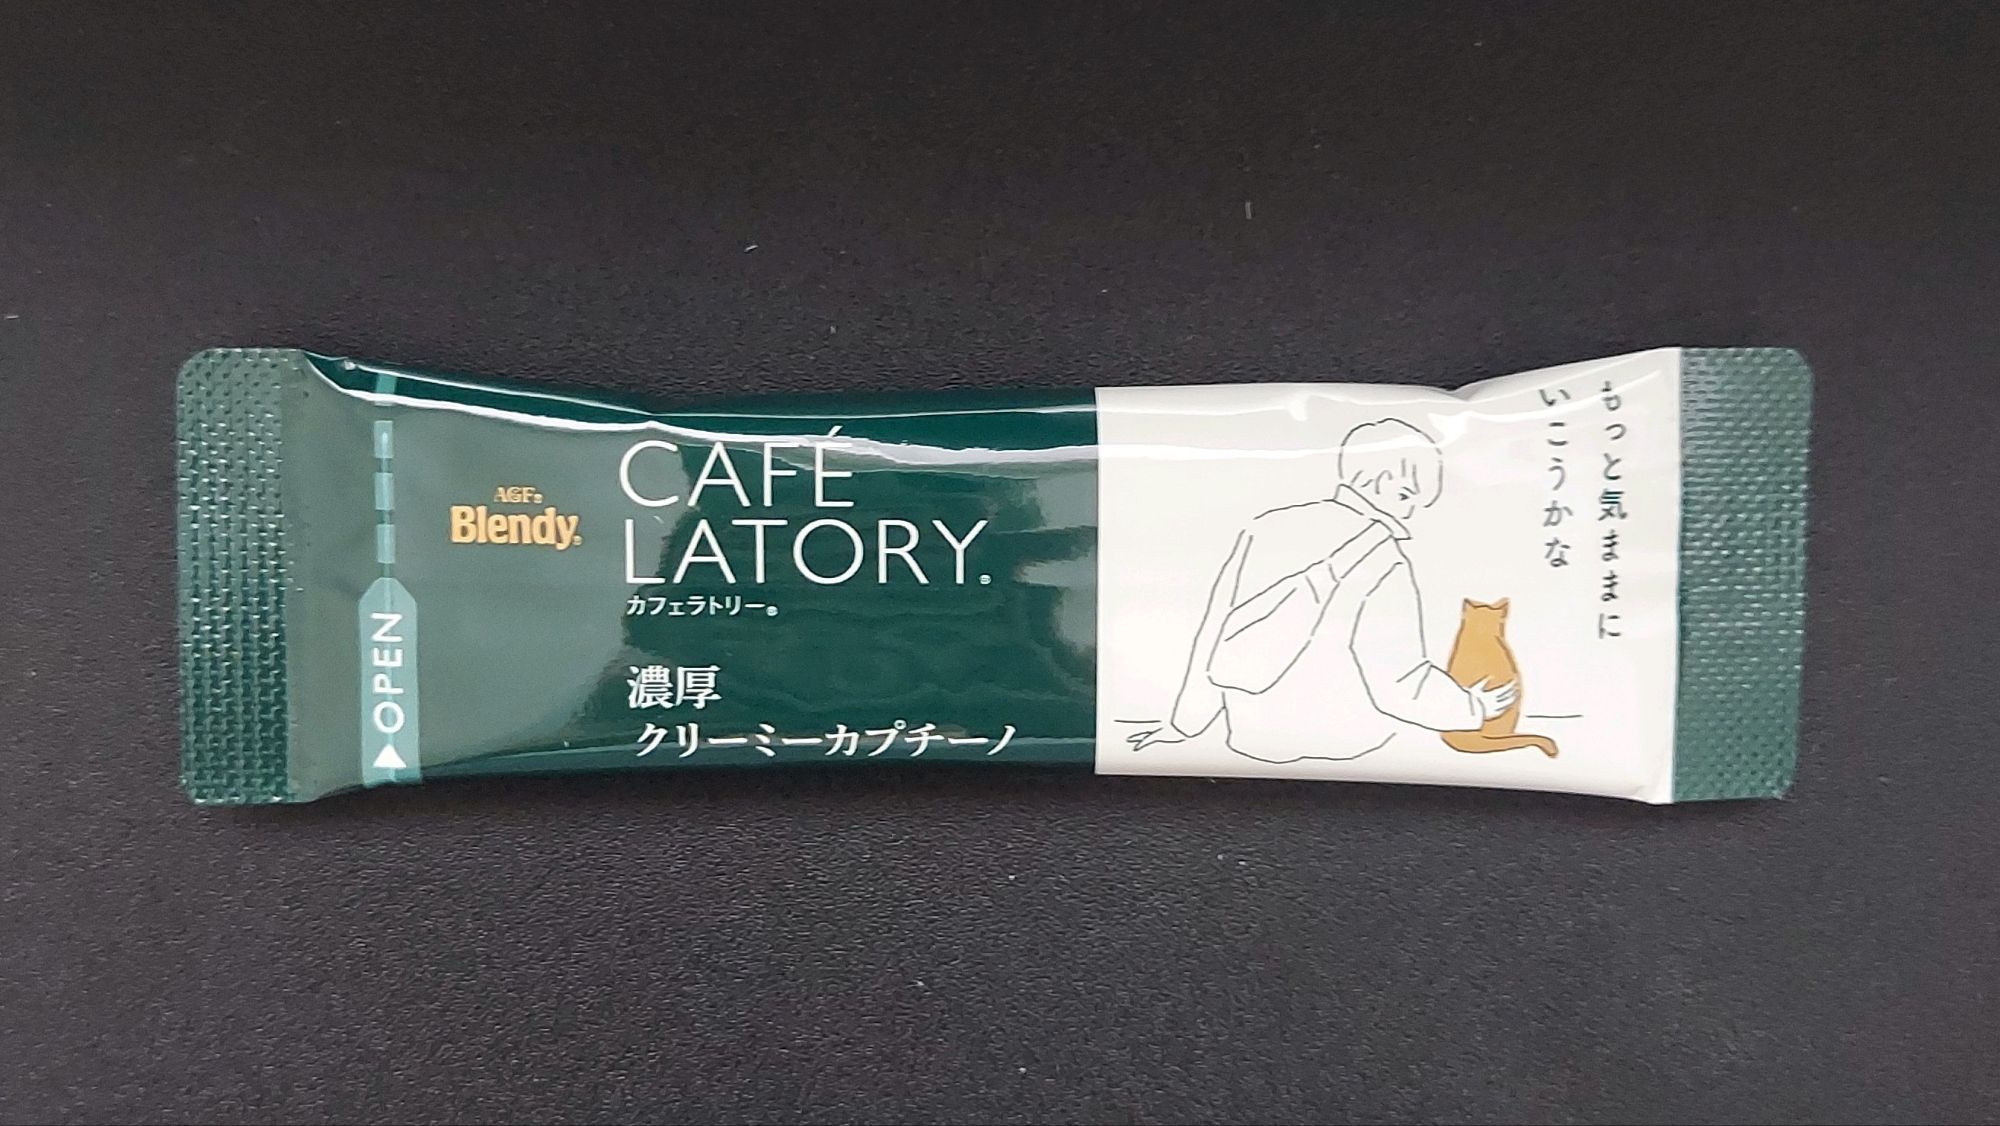 ▶OPEN
AGF®
Blendy®
CAFÉ
LATORY®
カフェラトリー®
濃厚
クリーミーカプチーノ
もっと気ままに
いこうかな